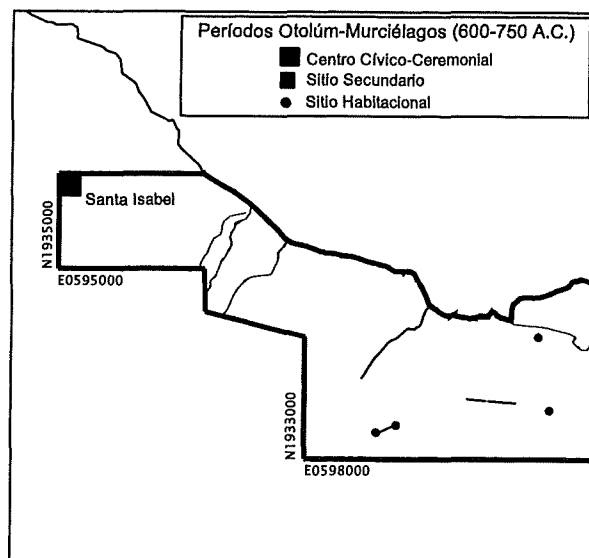 Períodos Otolúm-Murciélagos (600-750 A.C.)
Centro Cívico-Ceremonial
Sitio Secundario
Sitio Habitacional
Santa Isabel
N1935000
E0595000
N1933000
E0598000